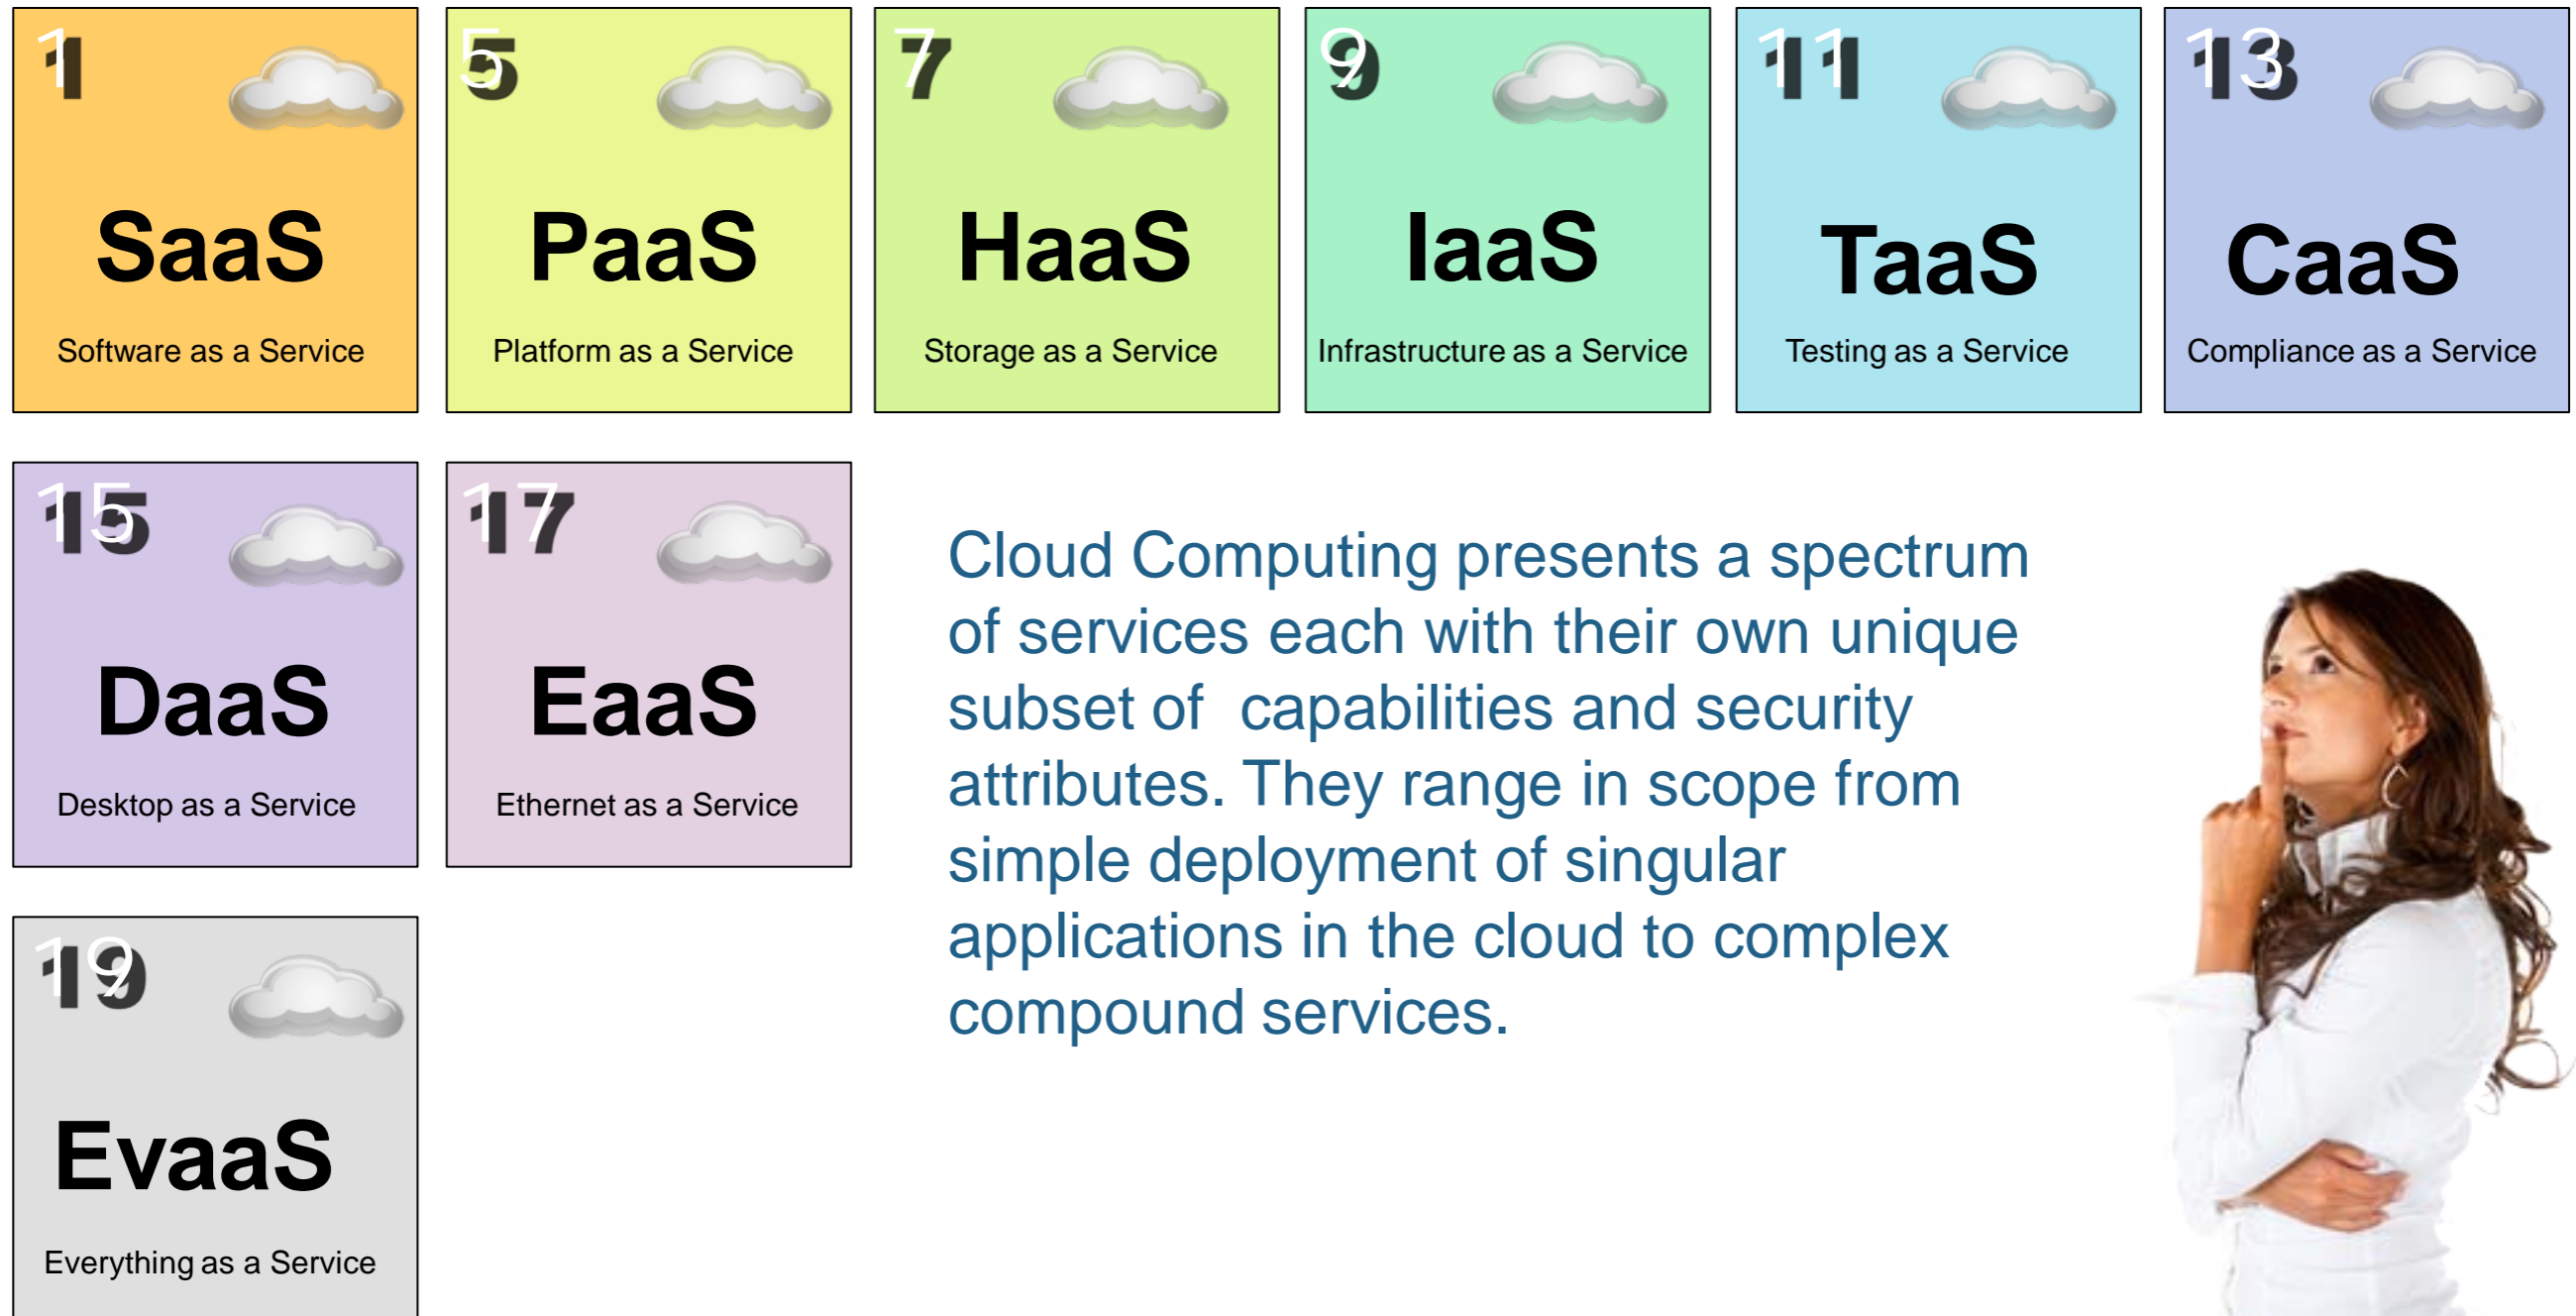 1
SaaS
Software as a Service
5
PaaS
Platform as a Service
7
HaaS
Storage as a Service
9
IaaS
Infrastructure as a Service
11
TaaS
Testing as a Service
13
CaaS
Compliance as a Service
15
DaaS
Desktop as a Service
17
EaaS
Ethernet as a Service
Cloud Computing presents a spectrum
of services each with their own unique
subset of  capabilities and security
attributes. They range in scope from
simple deployment of singular
applications in the cloud to complex
compound services.
19
EvaaS
Everything as a Service